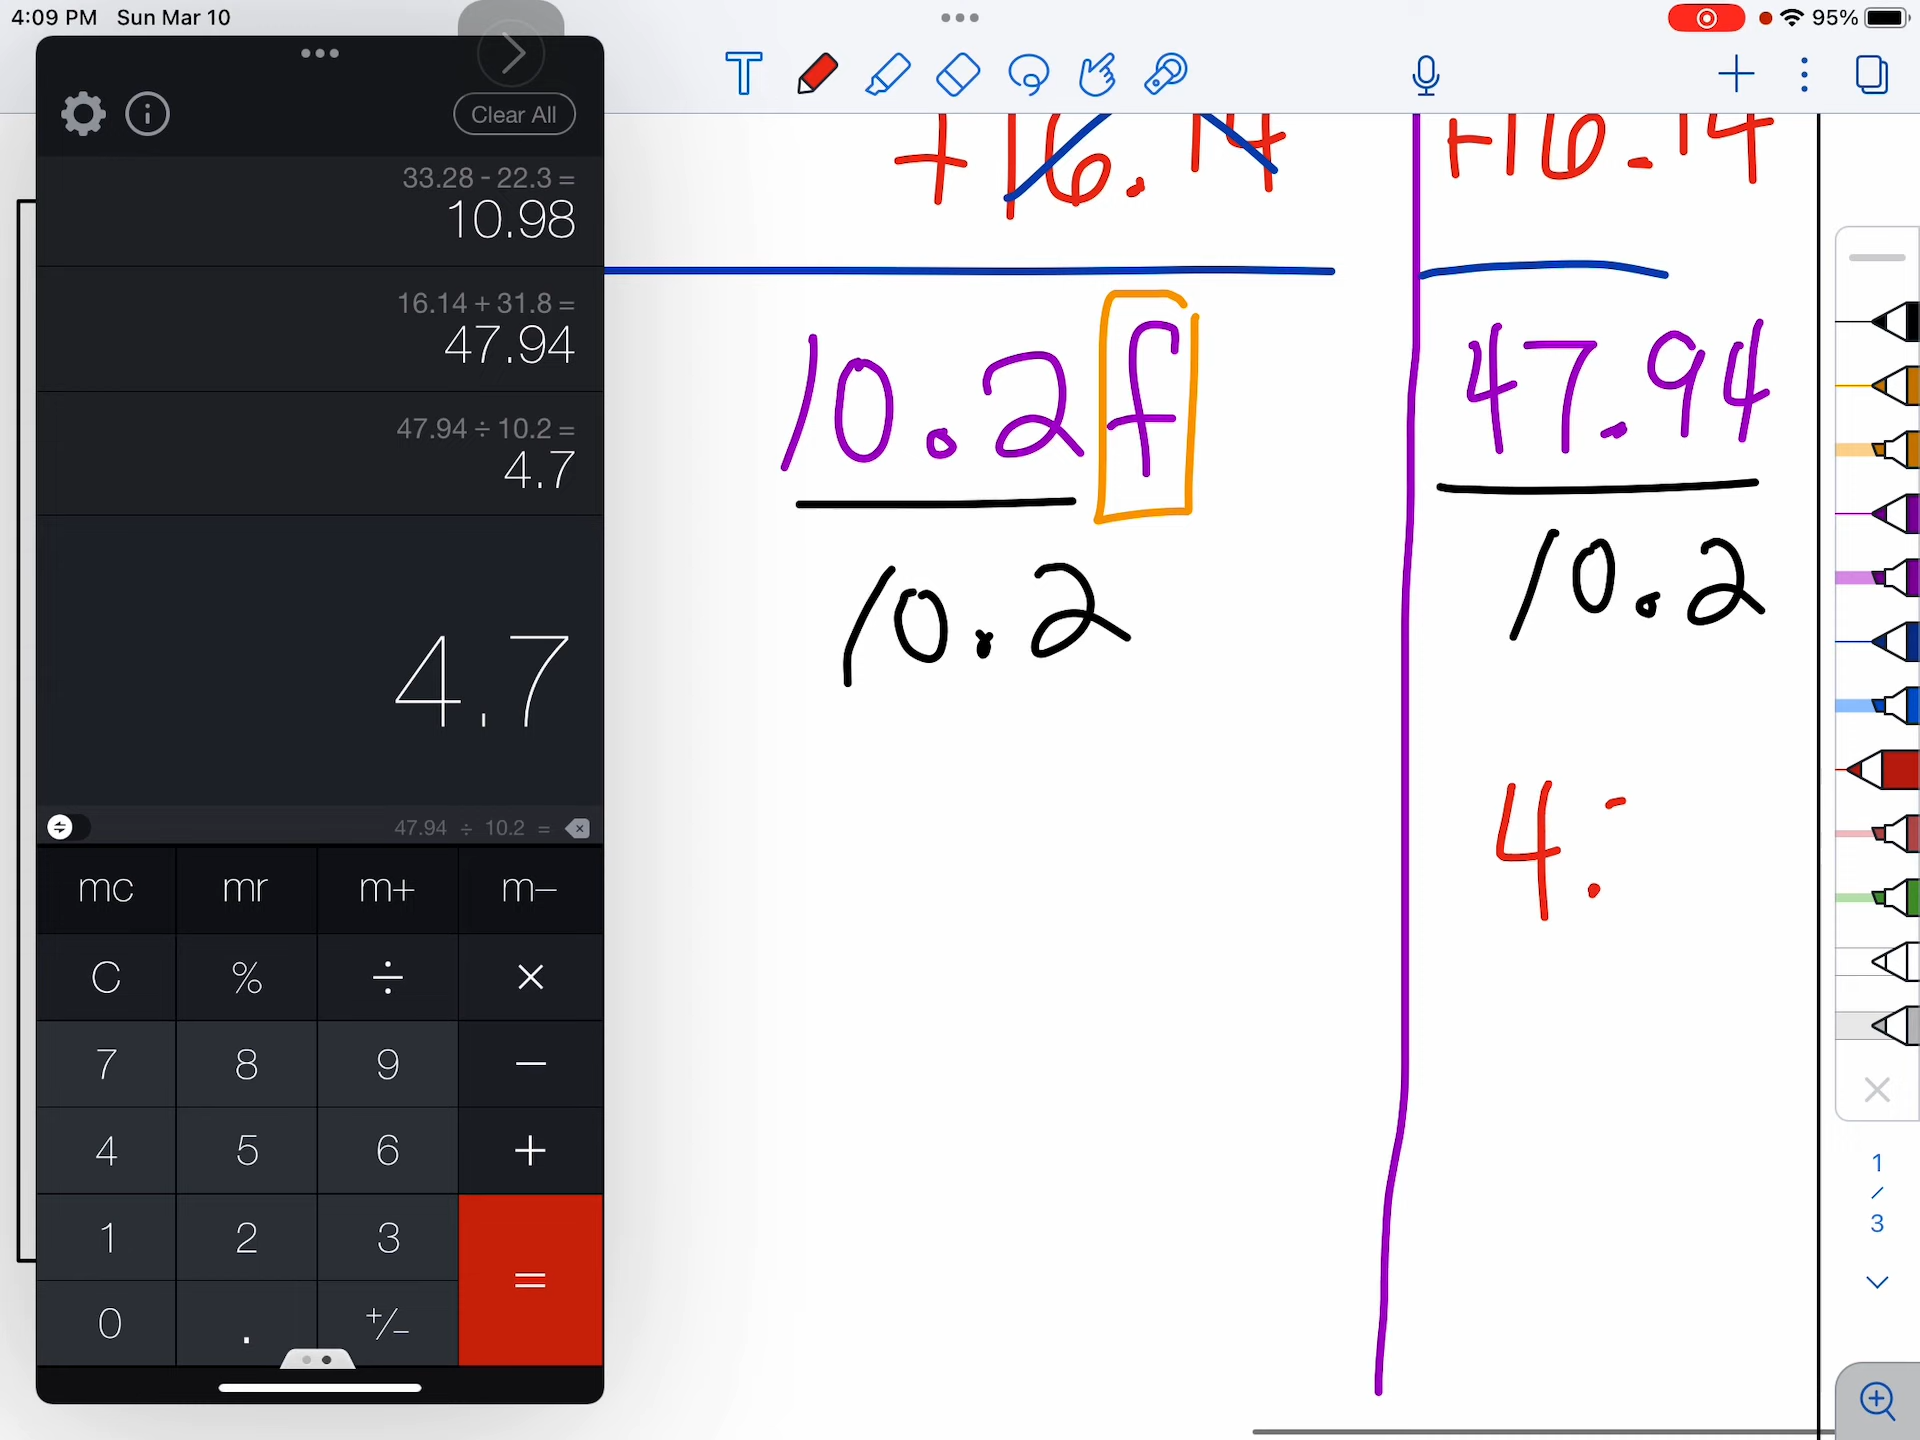 4:09 PM Sun Mar 10
95%
Clear All
33.28 - 22.3 =
10.98
16.14 + 31.8 =
47.94
47.94 ÷ 10.2 =
4.7
4.7
47.94 ÷ 10.2 =
mc mr m+ m–
C % ÷ ×
7 8 9 −
4 5 6 +
1 2 3 =
0 . +/−
T
+16.14 +16.14
10.2f 47.94
10.2 10.2
4.
1
/
3